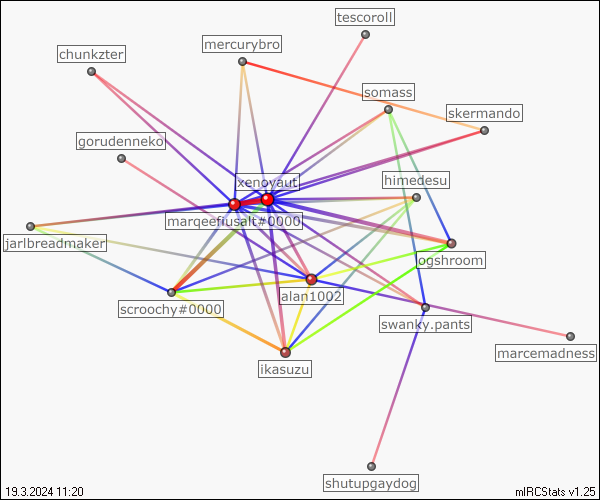 tescoroll
mercurybro
chunkzter
somass
skermando
gorudenneko
xenoyaut
himedesu
marqeefiusalt#0000
jarlbreadmaker
ogshroom
alan1002
scroochy#0000
swanky.pants
marcemadness
ikasuzu
shutupgaydog
19.3.2024 11:20
mIRCStats v1.25